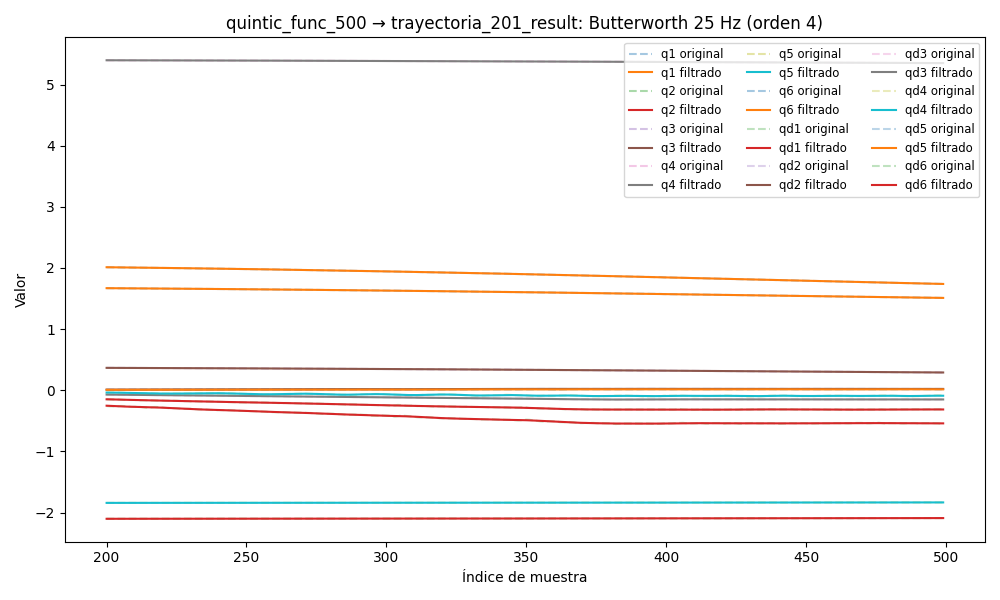 quintic_func_500 → trayectoria_201_result: Butterworth 25 Hz (orden 4)
q1 original
q1 filtrado
q2 original
q2 filtrado
q3 original
q3 filtrado
q4 original
q4 filtrado
q5 original
q5 filtrado
q6 original
q6 filtrado
qd1 original
qd1 filtrado
qd2 original
qd2 filtrado
qd3 original
qd3 filtrado
qd4 original
qd4 filtrado
qd5 original
qd5 filtrado
qd6 original
qd6 filtrado
Valor
5
4
3
2
1
0
−1
−2
200
250
300
350
400
450
500
Índice de muestra